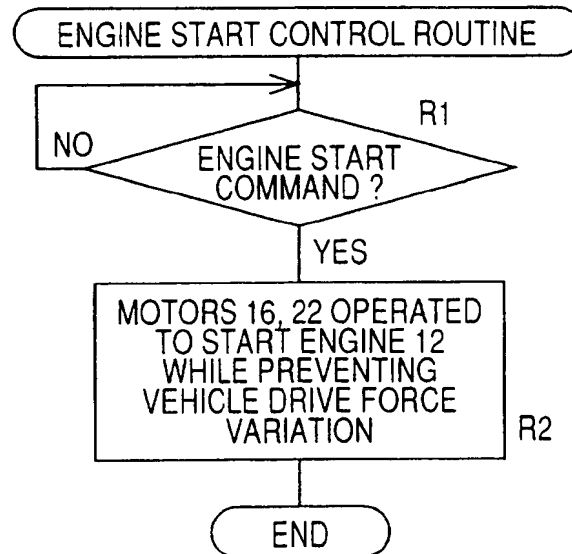 ENGINE START CONTROL ROUTINE
R1
NO
ENGINE START
COMMAND ?
YES
MOTORS 16, 22 OPERATED
TO START ENGINE 12
WHILE PREVENTING
VEHICLE DRIVE FORCE
VARIATION
R2
END